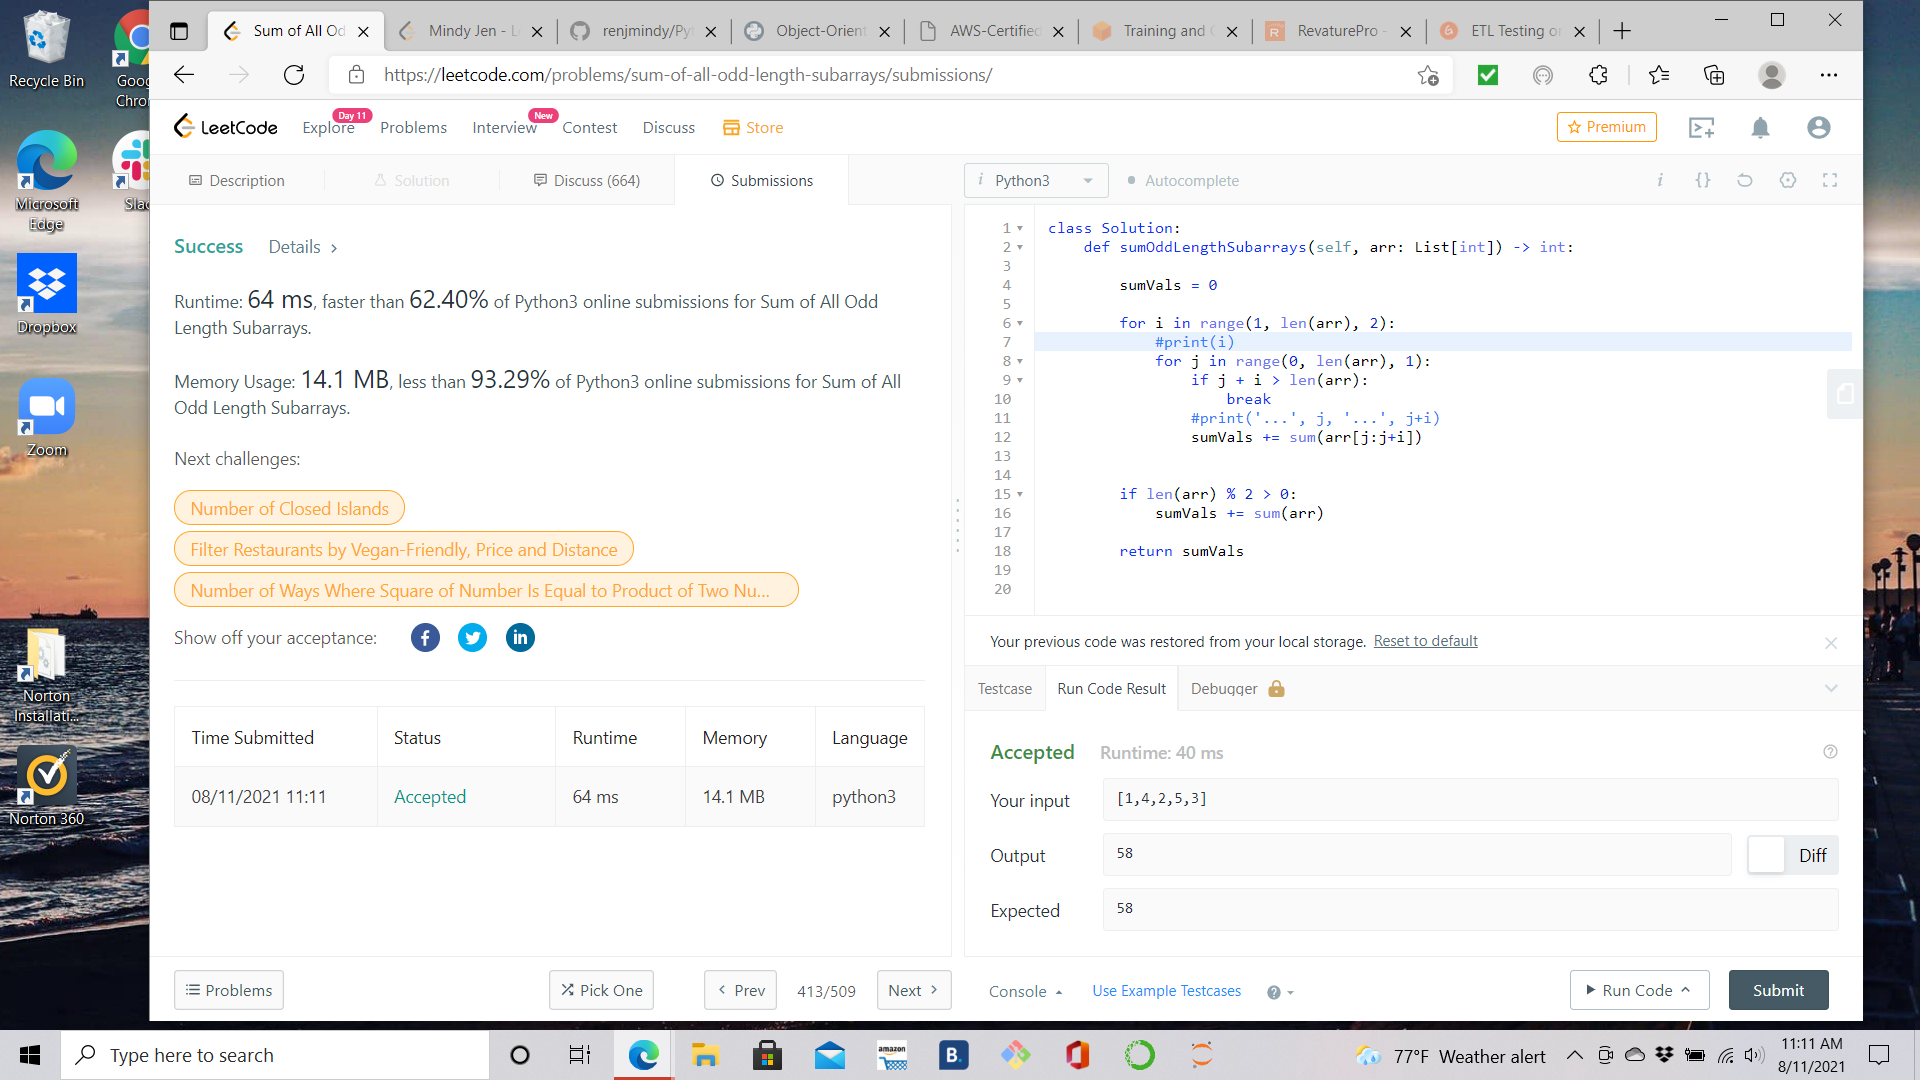 Recycle Bin
Goog
Chro
Microsoft
Edge
Slac
Dropbox
Zoom
Norton
Installati...
Norton 360
Sum of All Od
Mindy Jen - L
renjmindy/Pyt
Object-Orient
AWS-Certified
Training and C
RevaturePro -
ETL Testing or
https://leetcode.com/problems/sum-of-all-odd-length-subarrays/submissions/
LeetCode
Explore
Day 11
Problems
Interview
New
Contest
Discuss
Store
Premium
Description
Solution
Discuss (664)
Submissions
Success
Details >
Runtime: 64 ms, faster than 62.40% of Python3 online submissions for Sum of All Odd
Length Subarrays.
Memory Usage: 14.1 MB, less than 93.29% of Python3 online submissions for Sum of All
Odd Length Subarrays.
Next challenges:
Number of Closed Islands
Filter Restaurants by Vegan-Friendly, Price and Distance
Number of Ways Where Square of Number Is Equal to Product of Two Nu...
Show off your acceptance:
Time Submitted Status Runtime Memory Language
08/11/2021 11:11 Accepted 64 ms 14.1 MB python3
Problems
Pick One
< Prev
413/509
Next >
i Python3
Autocomplete
i {}
1 class Solution:
2 def sumOddLengthSubarrays(self, arr: List[int]) -> int:
3
4 sumVals = 0
5
6 for i in range(1, len(arr), 2):
7 #print(i)
8 for j in range(0, len(arr), 1):
9 if j + i > len(arr):
10 break
11 #print('...', j, '...', j+i)
12 sumVals += sum(arr[j:j+i])
13
14
15 if len(arr) % 2 > 0:
16 sumVals += sum(arr)
17
18 return sumVals
19
20
Your previous code was restored from your local storage. Reset to default
Testcase
Run Code Result
Debugger
Accepted Runtime: 40 ms
Your input [1,4,2,5,3]
Output 58
Diff
Expected 58
Console
Use Example Testcases
Run Code
Submit
Type here to search
amazon
B.
77°F Weather alert
11:11 AM
8/11/2021